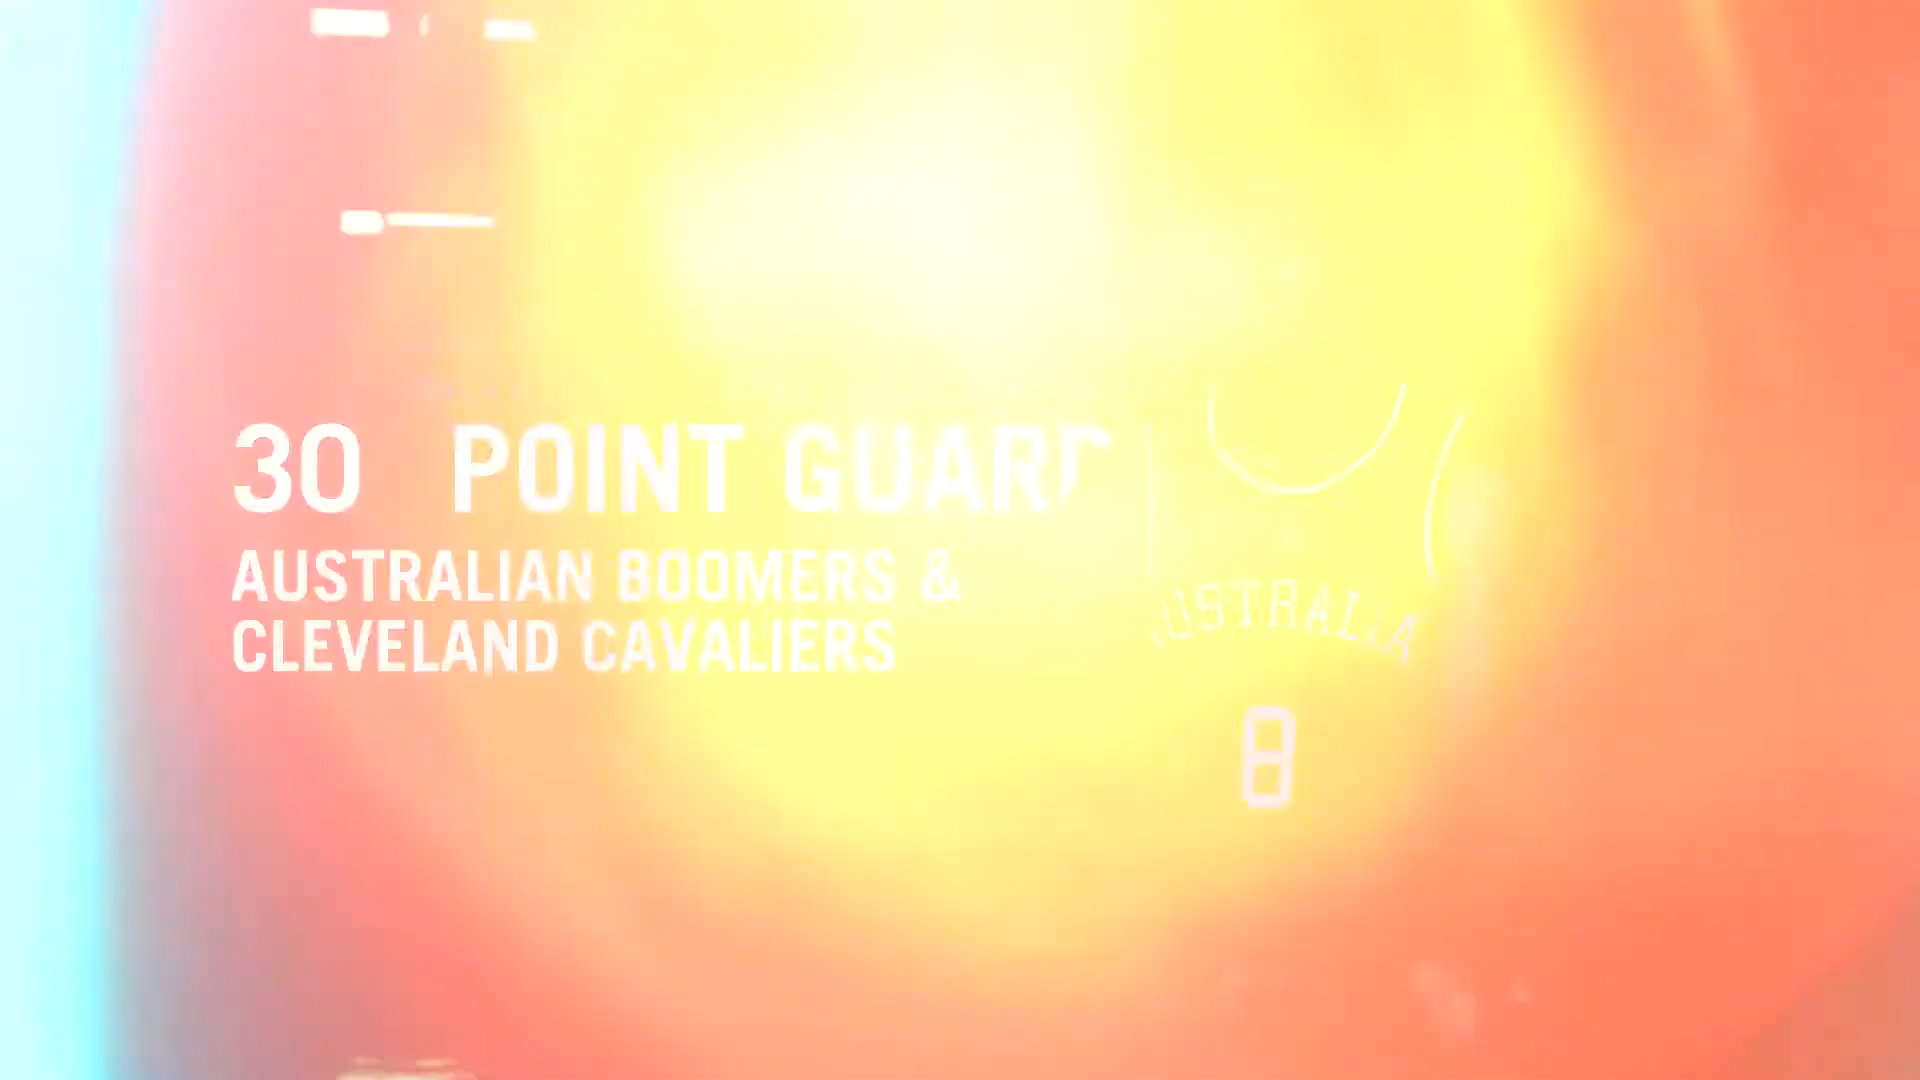 30 POINT GUARD
AUSTRALIAN BOOMERS &
CLEVELAND CAVALIERS
AUSTRALIA
8